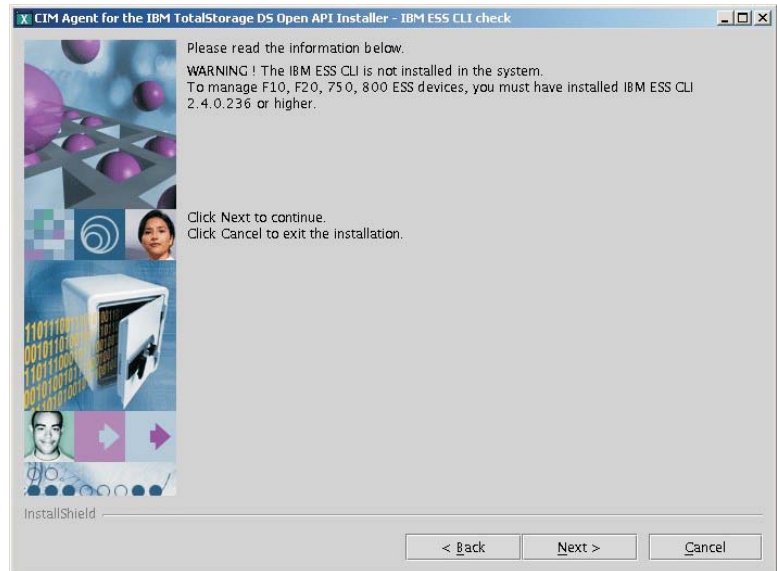 CIM Agent for the IBM TotalStorage DS Open API Installer - IBM ESS CLI check
Please read the information below.
WARNING ! The IBM ESS CLI is not installed in the system.
To manage F10, F20, 750, 800 ESS devices, you must have installed IBM ESS CLI
2.4.0.236 or higher.
Click Next to continue.
Click Cancel to exit the installation.
InstallShield
< Back
Next >
Cancel